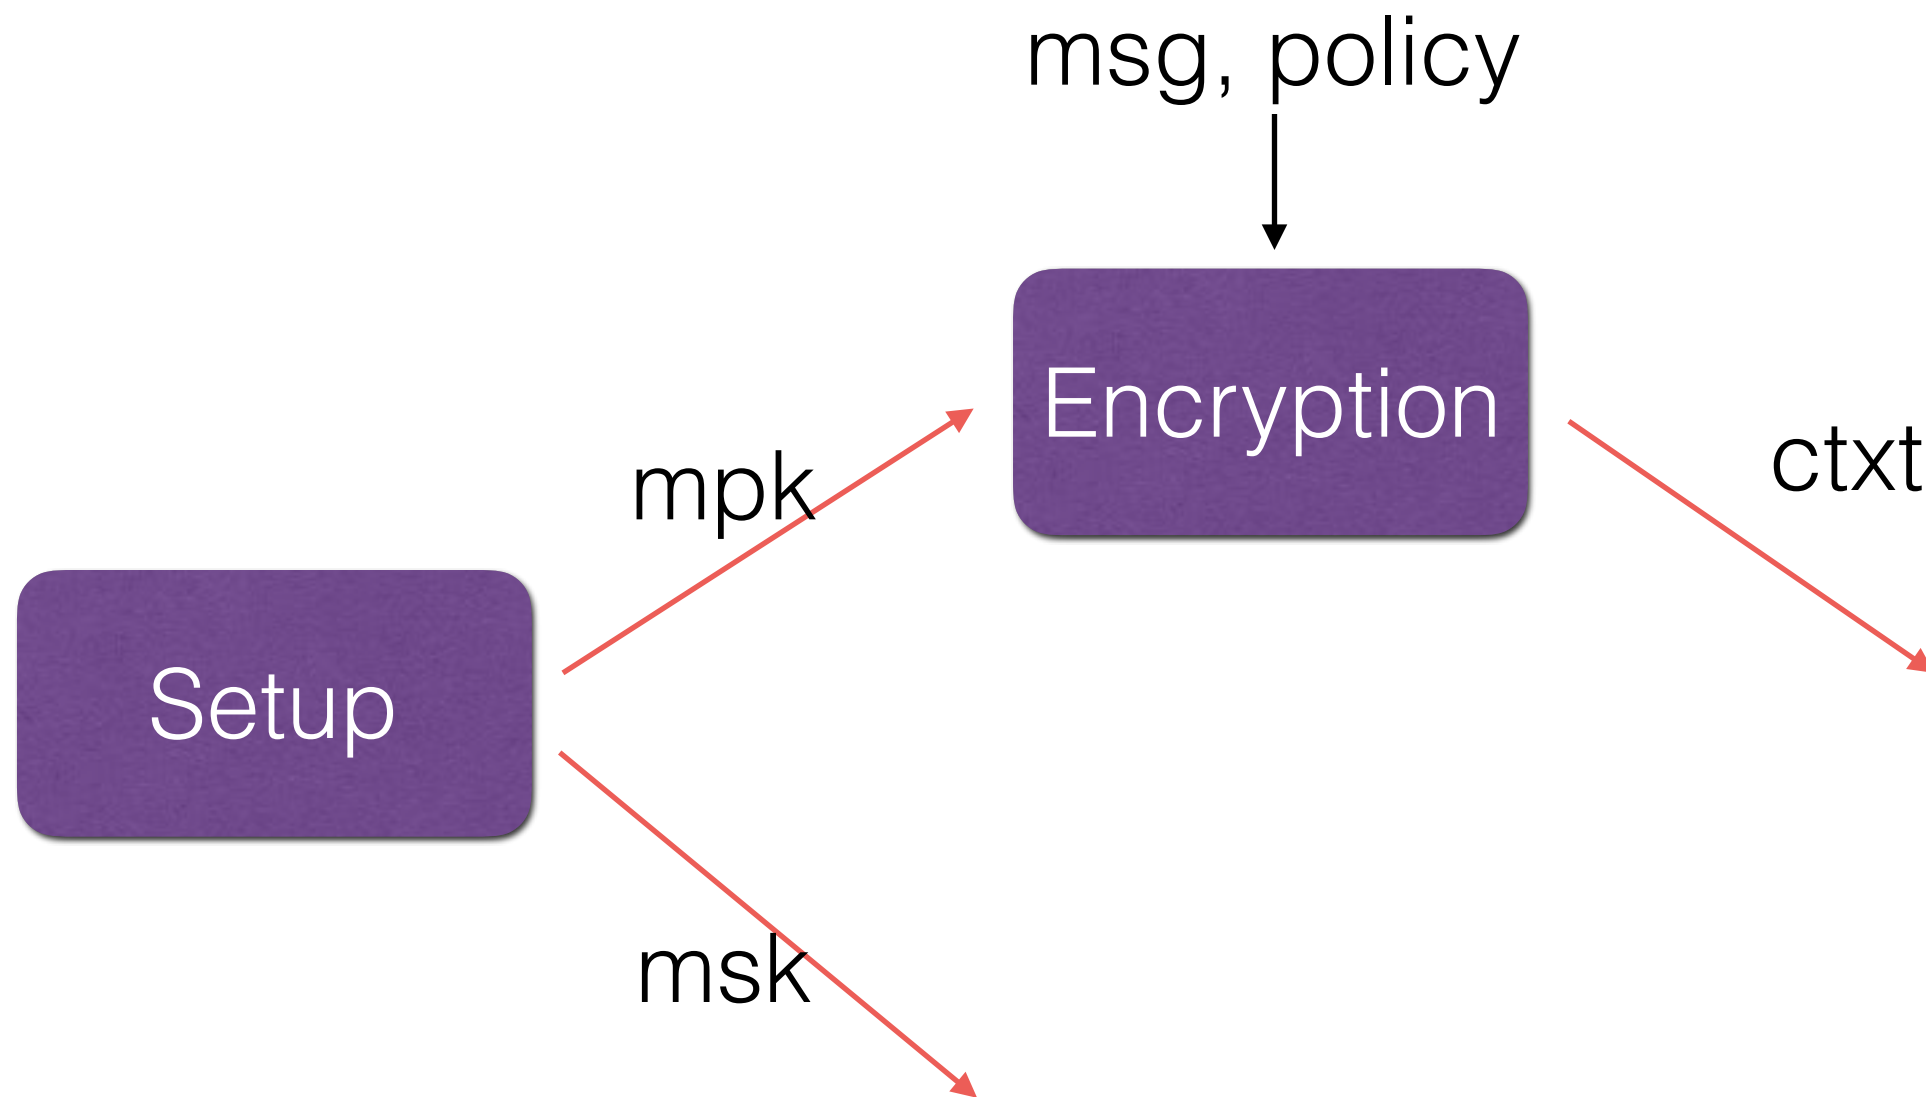 msg, policy
Encryption
mpk
ctxt
Setup
msk